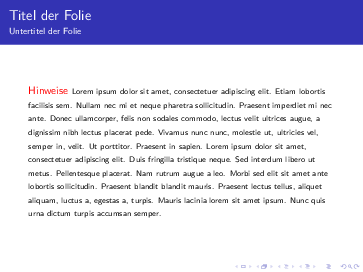 Titel der Folie
Untertitel der Folie
Hinweise Lorem ipsum dolor sit amet, consectetuer adipiscing elit. Etiam lobortis
facilisis sem. Nullam nec mi et neque pharetra sollicitudin. Praesent imperdiet mi nec
ante. Donec ullamcorper, felis non sodales commodo, lectus velit ultrices augue, a
dignissim nibh lectus placerat pede. Vivamus nunc nunc, molestie ut, ultricies vel,
semper in, velit. Ut porttitor. Praesent in sapien. Lorem ipsum dolor sit amet,
consectetuer adipiscing elit. Duis fringilla tristique neque. Sed interdum libero ut
metus. Pellentesque placerat. Nam rutrum augue a leo. Morbi sed elit sit amet ante
lobortis sollicitudin. Praesent blandit blandit mauris. Praesent lectus tellus, aliquet
aliquam, luctus a, egestas a, turpis. Mauris lacinia lorem sit amet ipsum. Nunc quis
urna dictum turpis accumsan semper.